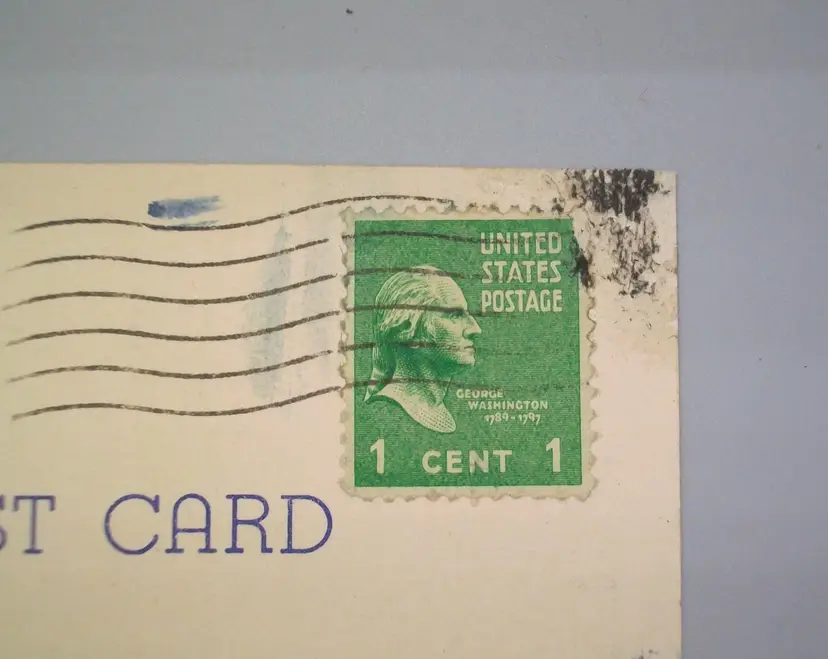 UNITED
STATES
POSTAGE
GEORGE
WASHINGTON
1789-1797
1 CENT 1
ST CARD